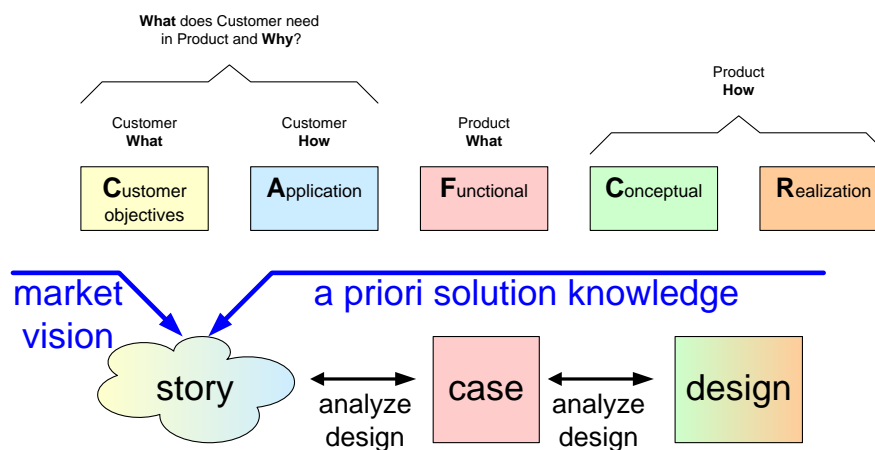 What does Customer need
in Product and Why?
Product
How
Customer
What
Customer
How
Product
What
Customer
objectives
Application
Functional
Conceptual
Realization
market
vision
a priori solution knowledge
story
analyze
design
case
analyze
design
design